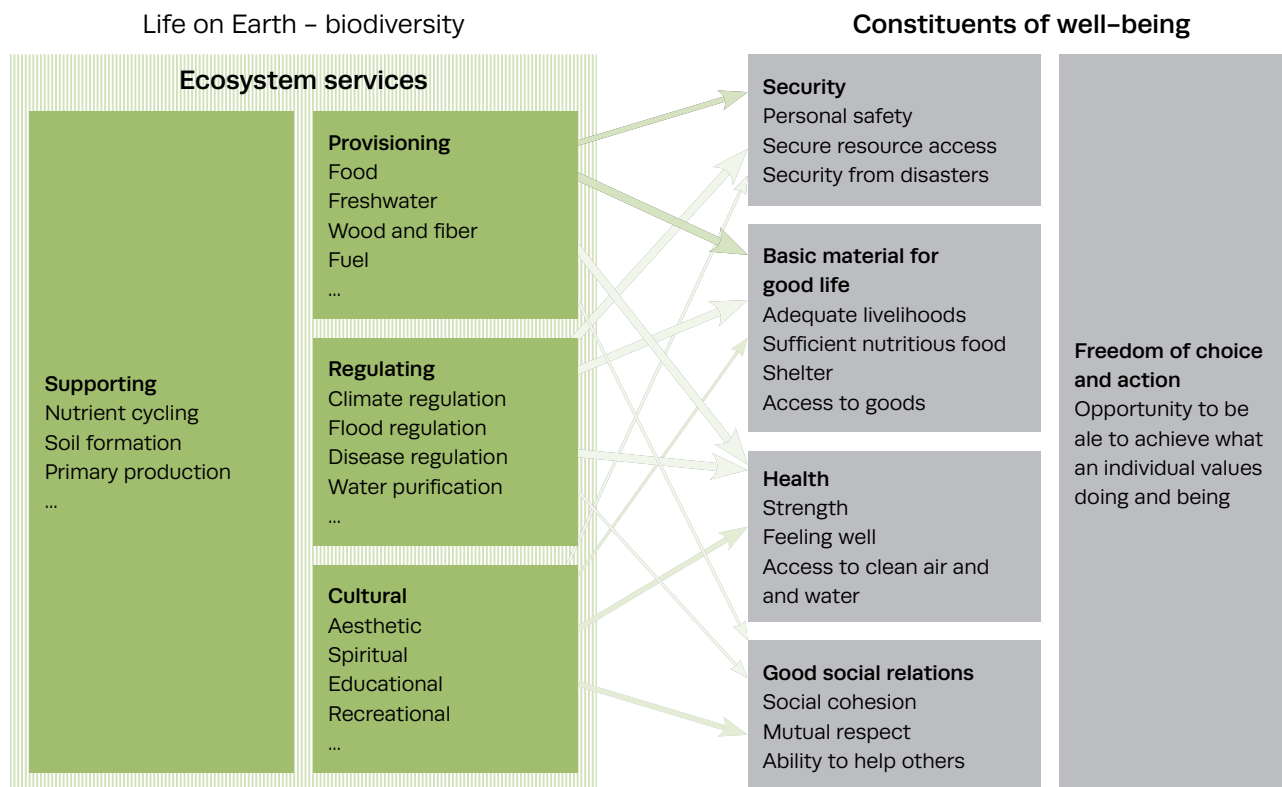 Life on Earth – biodiversity
Ecosystem services
Supporting
Nutrient cycling
Soil formation
Primary production
...
Provisioning
Food
Freshwater
Wood and fiber
Fuel
...
Regulating
Climate regulation
Flood regulation
Disease regulation
Water purification
...
Cultural
Aesthetic
Spiritual
Educational
Recreational
...
Constituents of well-being
Security
Personal safety
Secure resource access
Security from disasters
Basic material for
good life
Adequate livelihoods
Sufficient nutritious food
Shelter
Access to goods
Health
Strength
Feeling well
Access to clean air and
and water
Good social relations
Social cohesion
Mutual respect
Ability to help others
Freedom of choice
and action
Opportunity to be
ale to achieve what
an individual values
doing and being